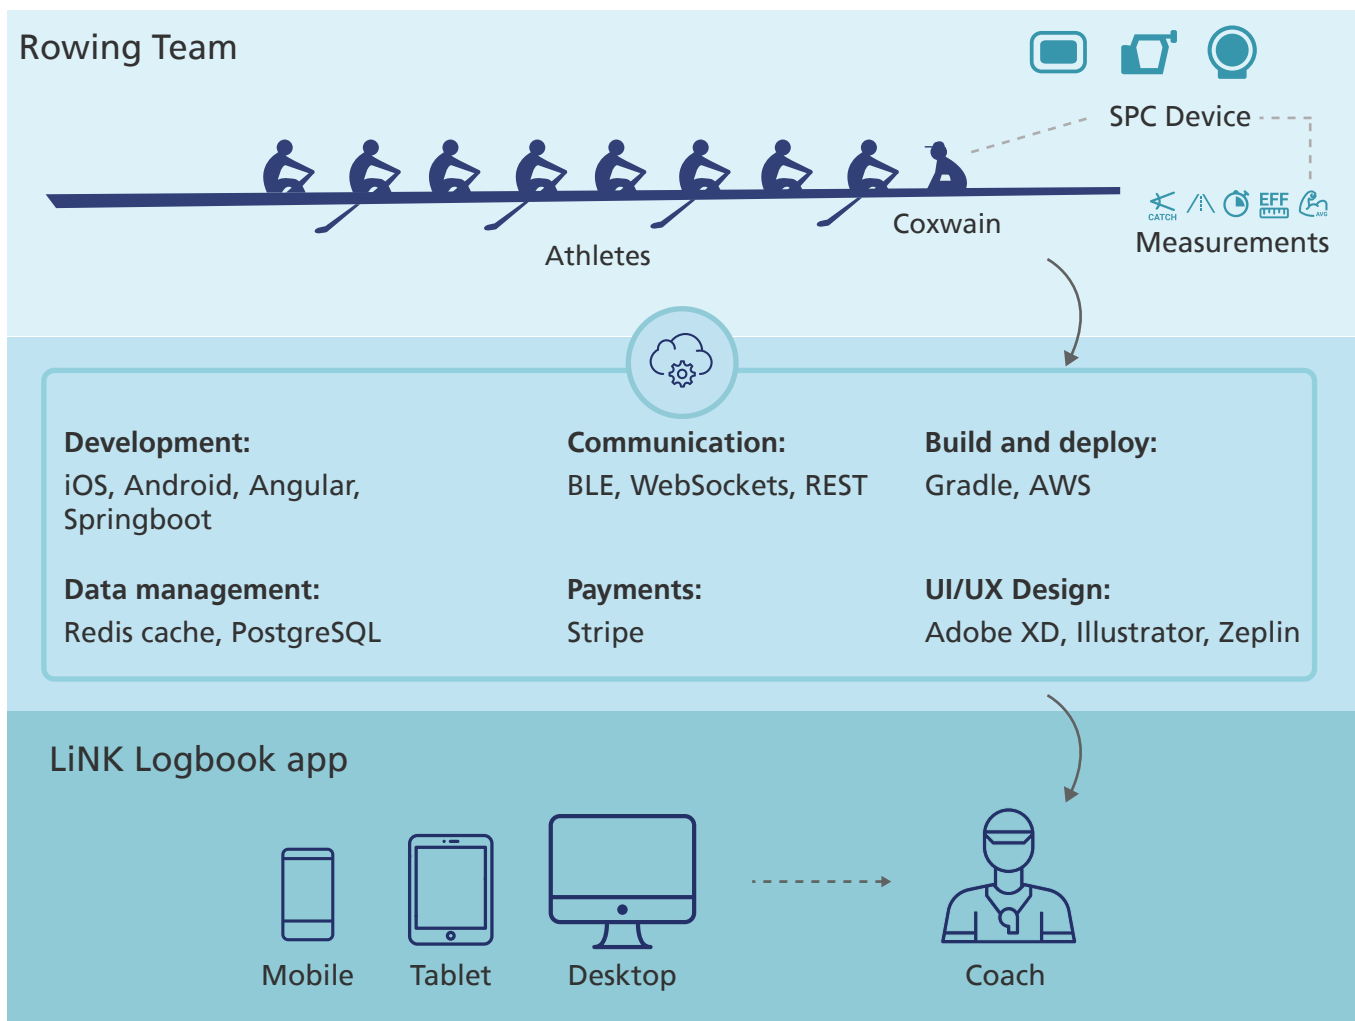 Rowing Team
SPC Device
CATCH
EFF
AVG
Measurements
Coxwain
Athletes
Development:
iOS, Android, Angular,
Springboot
Communication:
BLE, WebSockets, REST
Build and deploy:
Gradle, AWS
Data management:
Redis cache, PostgreSQL
Payments:
Stripe
UI/UX Design:
Adobe XD, Illustrator, Zeplin
LiNK Logbook app
Mobile
Tablet
Desktop
Coach